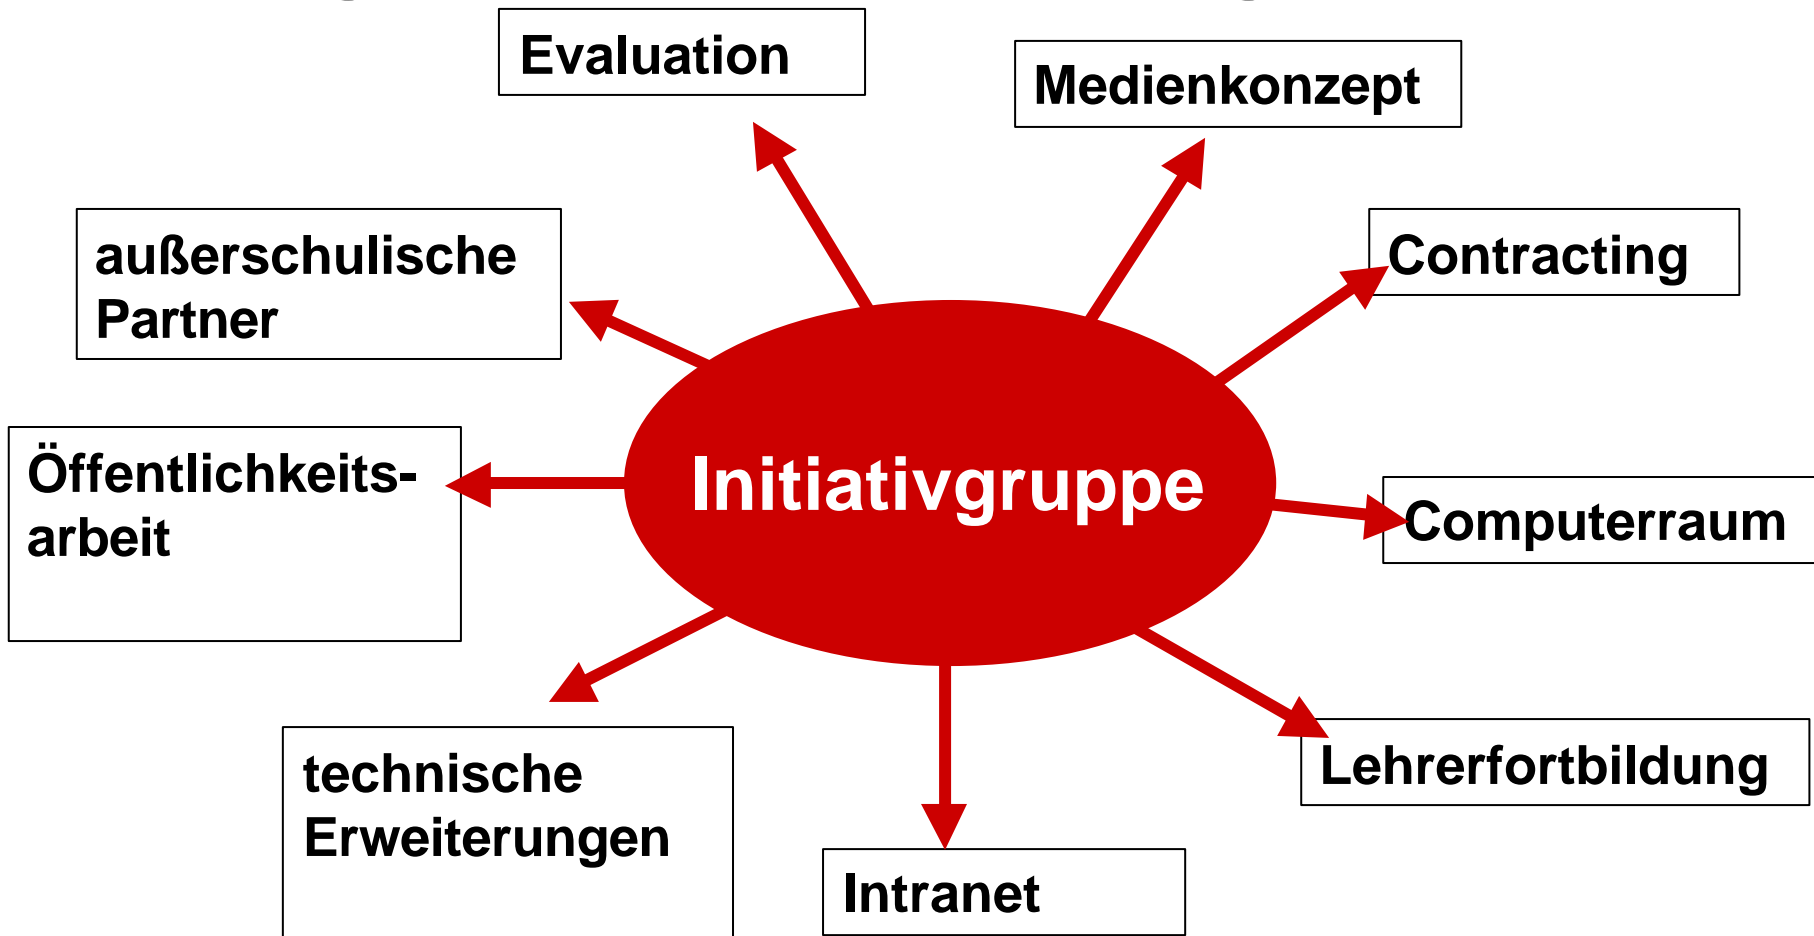 Evaluation
Medienkonzept
außerschulische
Partner
Contracting
Öffentlichkeits-
arbeit
Initiativgruppe
Computerraum
technische
Erweiterungen
Lehrerfortbildung
Intranet